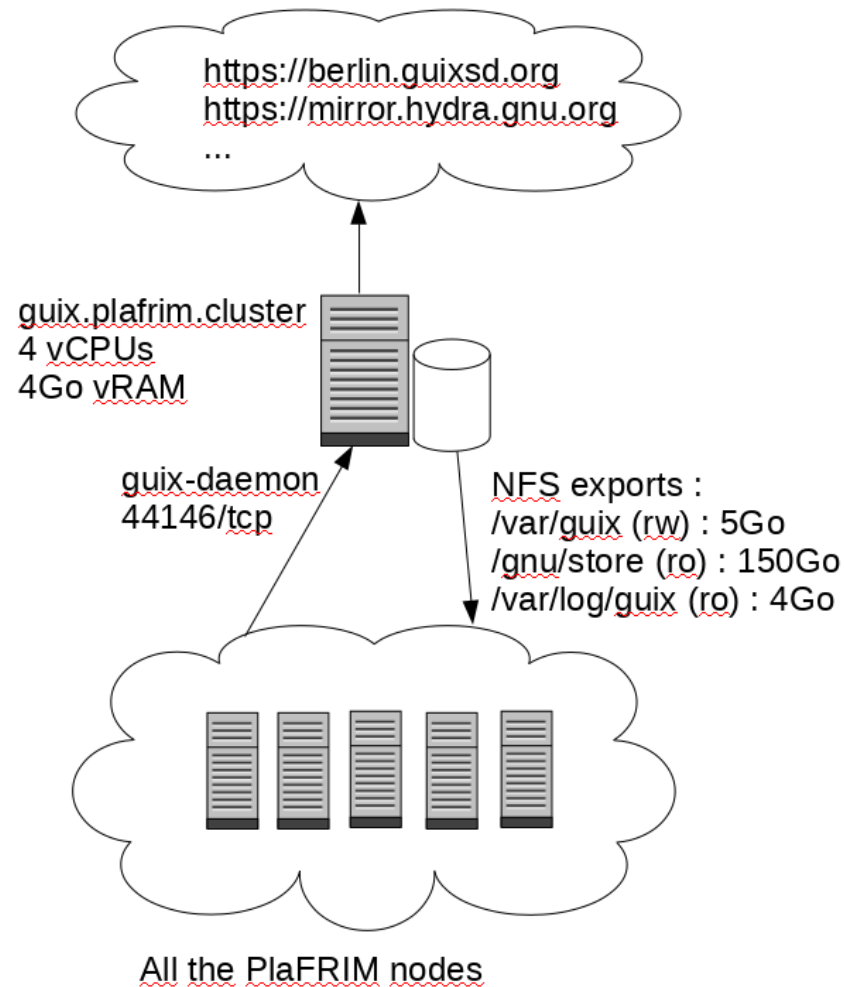 https://berlin.guixsd.org
https://mirror.hydra.gnu.org
...
guix.plafrim.cluster
4 vCPUs
4Go vRAM
guix-daemon
44146/tcp
NFS exports :
/var/guix (rw) : 5Go
/gnu/store (ro) : 150Go
/var/log/guix (ro) : 4Go
All the PlaFRIM nodes